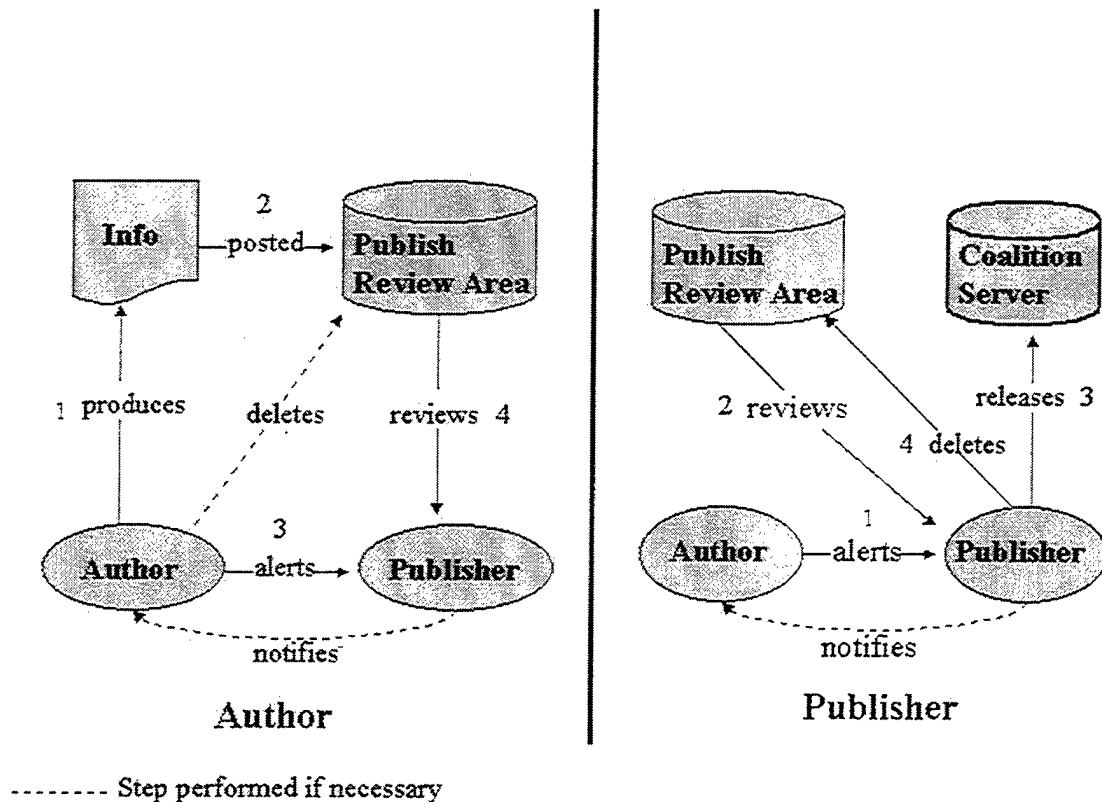 Info
2
posted
Publish
Review Area
1 produces
deletes
reviews 4
Author
3
alerts
Publisher
notifies
Author
Publish
Review Area
Coalition
Server
2 reviews
4 deletes
releases 3
Author
1
alerts
Publisher
notifies
Publisher
-------- Step performed if necessary